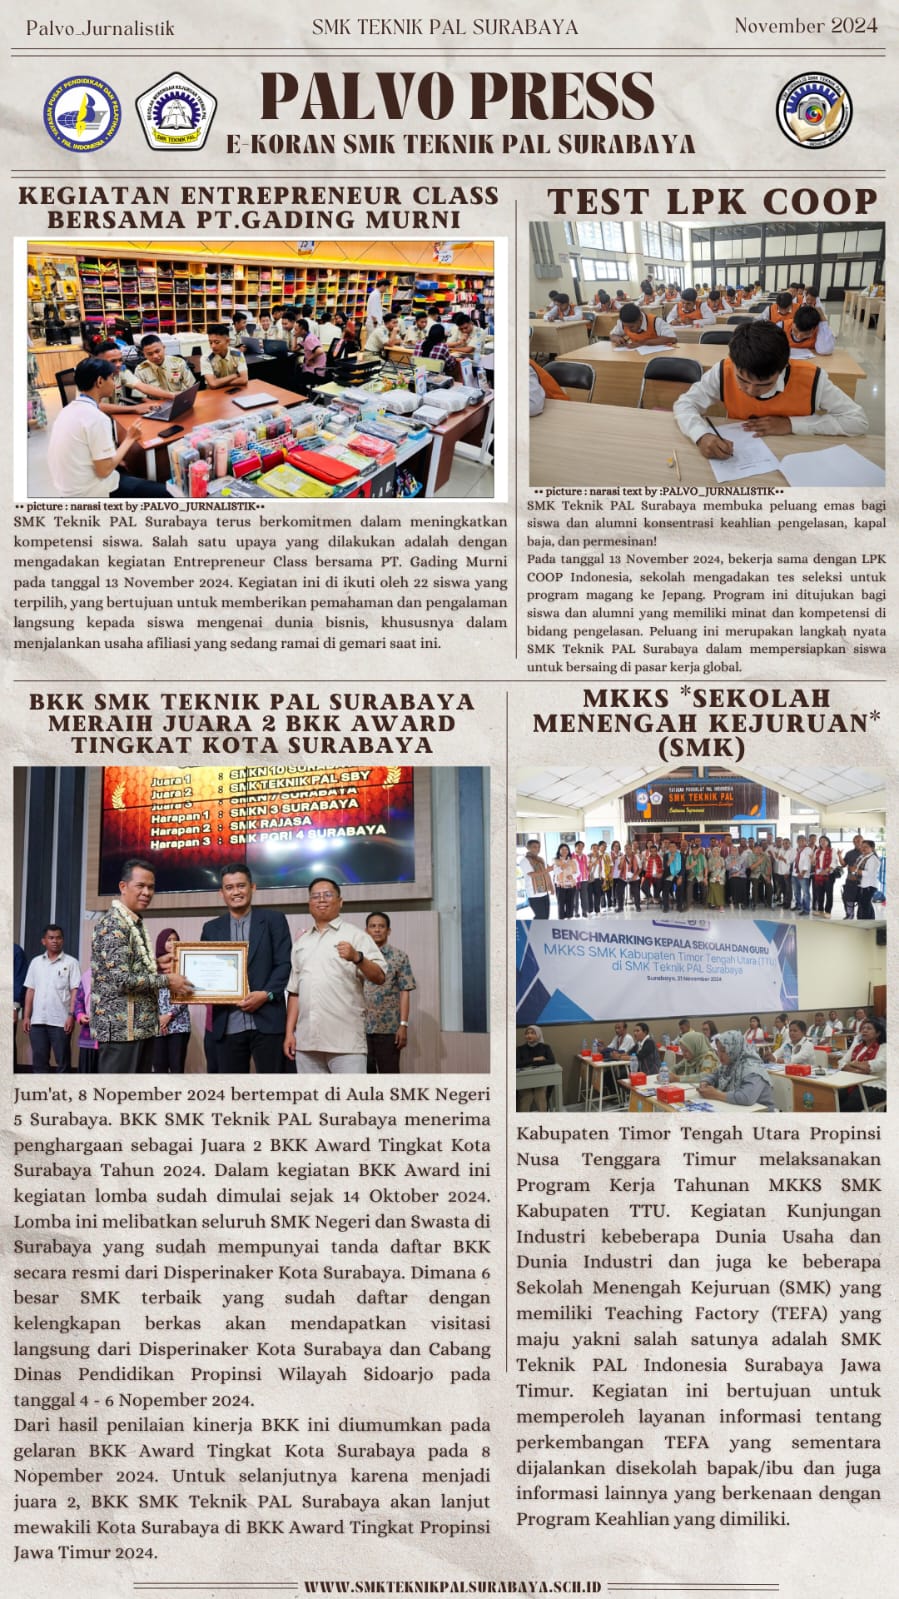 Palvo_Jurnalistik
SMK TEKNIK PAL SURABAYA
November 2024
YAYASAN PUSAT PENDIDIKAN DAN PELATIHAN
PAL INDONESIA
SEKOLAH MENENGAH KEJURUAN TEKNIK PAL
SMK TEKNIK PAL
PALVO PRESS
E-KORAN SMK TEKNIK PAL SURABAYA
KEGIATAN ENTREPRENEUR CLASS
BERSAMA PT.GADING MURNI
•• picture : narasi text by :PALVO_JURNALISTIK••
SMK Teknik PAL Surabaya terus berkomitmen dalam meningkatkan
kompetensi siswa. Salah satu upaya yang dilakukan adalah dengan
mengadakan kegiatan Entrepreneur Class bersama PT. Gading Murni
pada tanggal 13 November 2024. Kegiatan ini di ikuti oleh 22 siswa yang
terpilih, yang bertujuan untuk memberikan pemahaman dan pengalaman
langsung kepada siswa mengenai dunia bisnis, khususnya dalam
menjalankan usaha afiliasi yang sedang ramai di gemari saat ini.
TEST LPK COOP
•• picture : narasi text by :PALVO_JURNALISTIK••
SMK Teknik PAL Surabaya membuka peluang emas bagi
siswa dan alumni konsentrasi keahlian pengelasan, kapal
baja, dan permesinan!
Pada tanggal 13 November 2024, bekerja sama dengan LPK
COOP Indonesia, sekolah mengadakan tes seleksi untuk
program magang ke Jepang. Program ini ditujukan bagi
siswa dan alumni yang memiliki minat dan kompetensi di
bidang pengelasan. Peluang ini merupakan langkah nyata
SMK Teknik PAL Surabaya dalam mempersiapkan siswa
untuk bersaing di pasar kerja global.
BKK SMK TEKNIK PAL SURABAYA
MERAIH JUARA 2 BKK AWARD
TINGKAT KOTA SURABAYA
Juara 1 : SMKN 10 SURABAYA
Juara 2 : SMK TEKNIK PAL SBY
Juara 3 : SMKN 7 SURABAYA
Harapan 1 : SMKN 3 SURABAYA
Harapan 2 : SMK RAJASA
Harapan 3 : SMK PGRI 4 SURABAYA
Jum'at, 8 Nopember 2024 bertempat di Aula SMK Negeri
5 Surabaya. BKK SMK Teknik PAL Surabaya menerima
penghargaan sebagai Juara 2 BKK Award Tingkat Kota
Surabaya Tahun 2024. Dalam kegiatan BKK Award ini
kegiatan lomba sudah dimulai sejak 14 Oktober 2024.
Lomba ini melibatkan seluruh SMK Negeri dan Swasta di
Surabaya yang sudah mempunyai tanda daftar BKK
secara resmi dari Disperinaker Kota Surabaya. Dimana 6
besar SMK terbaik yang sudah daftar dengan
kelengkapan berkas akan mendapatkan visitasi
langsung dari Disperinaker Kota Surabaya dan Cabang
Dinas Pendidikan Propinsi Wilayah Sidoarjo pada
tanggal 4 - 6 Nopember 2024.
Dari hasil penilaian kinerja BKK ini diumumkan pada
gelaran BKK Award Tingkat Kota Surabaya pada 8
Nopember 2024. Untuk selanjutnya karena menjadi
juara 2, BKK SMK Teknik PAL Surabaya akan lanjut
mewakili Kota Surabaya di BKK Award Tingkat Propinsi
Jawa Timur 2024.
MKKS *SEKOLAH
MENENGAH KEJURUAN*
(SMK)
SMK TEKNIK PAL
BENCHMARKING KEPALA SEKOLAH DAN GURU
MKKS SMK Kabupaten Timor Tengah Utara (TTU)
di SMK Teknik PAL Surabaya
Surabaya, 21 November 2024
Kabupaten Timor Tengah Utara Propinsi
Nusa Tenggara Timur melaksanakan
Program Kerja Tahunan MKKS SMK
Kabupaten TTU. Kegiatan Kunjungan
Industri kebeberapa Dunia Usaha dan
Dunia Industri dan juga ke beberapa
Sekolah Menengah Kejuruan (SMK) yang
memiliki Teaching Factory (TEFA) yang
maju yakni salah satunya adalah SMK
Teknik PAL Indonesia Surabaya Jawa
Timur. Kegiatan ini bertujuan untuk
memperoleh layanan informasi tentang
perkembangan TEFA yang sementara
dijalankan disekolah bapak/ibu dan juga
informasi lainnya yang berkenaan dengan
Program Keahlian yang dimiliki.
WWW.SMKTEKNIKPALSURABAYA.SCH.ID